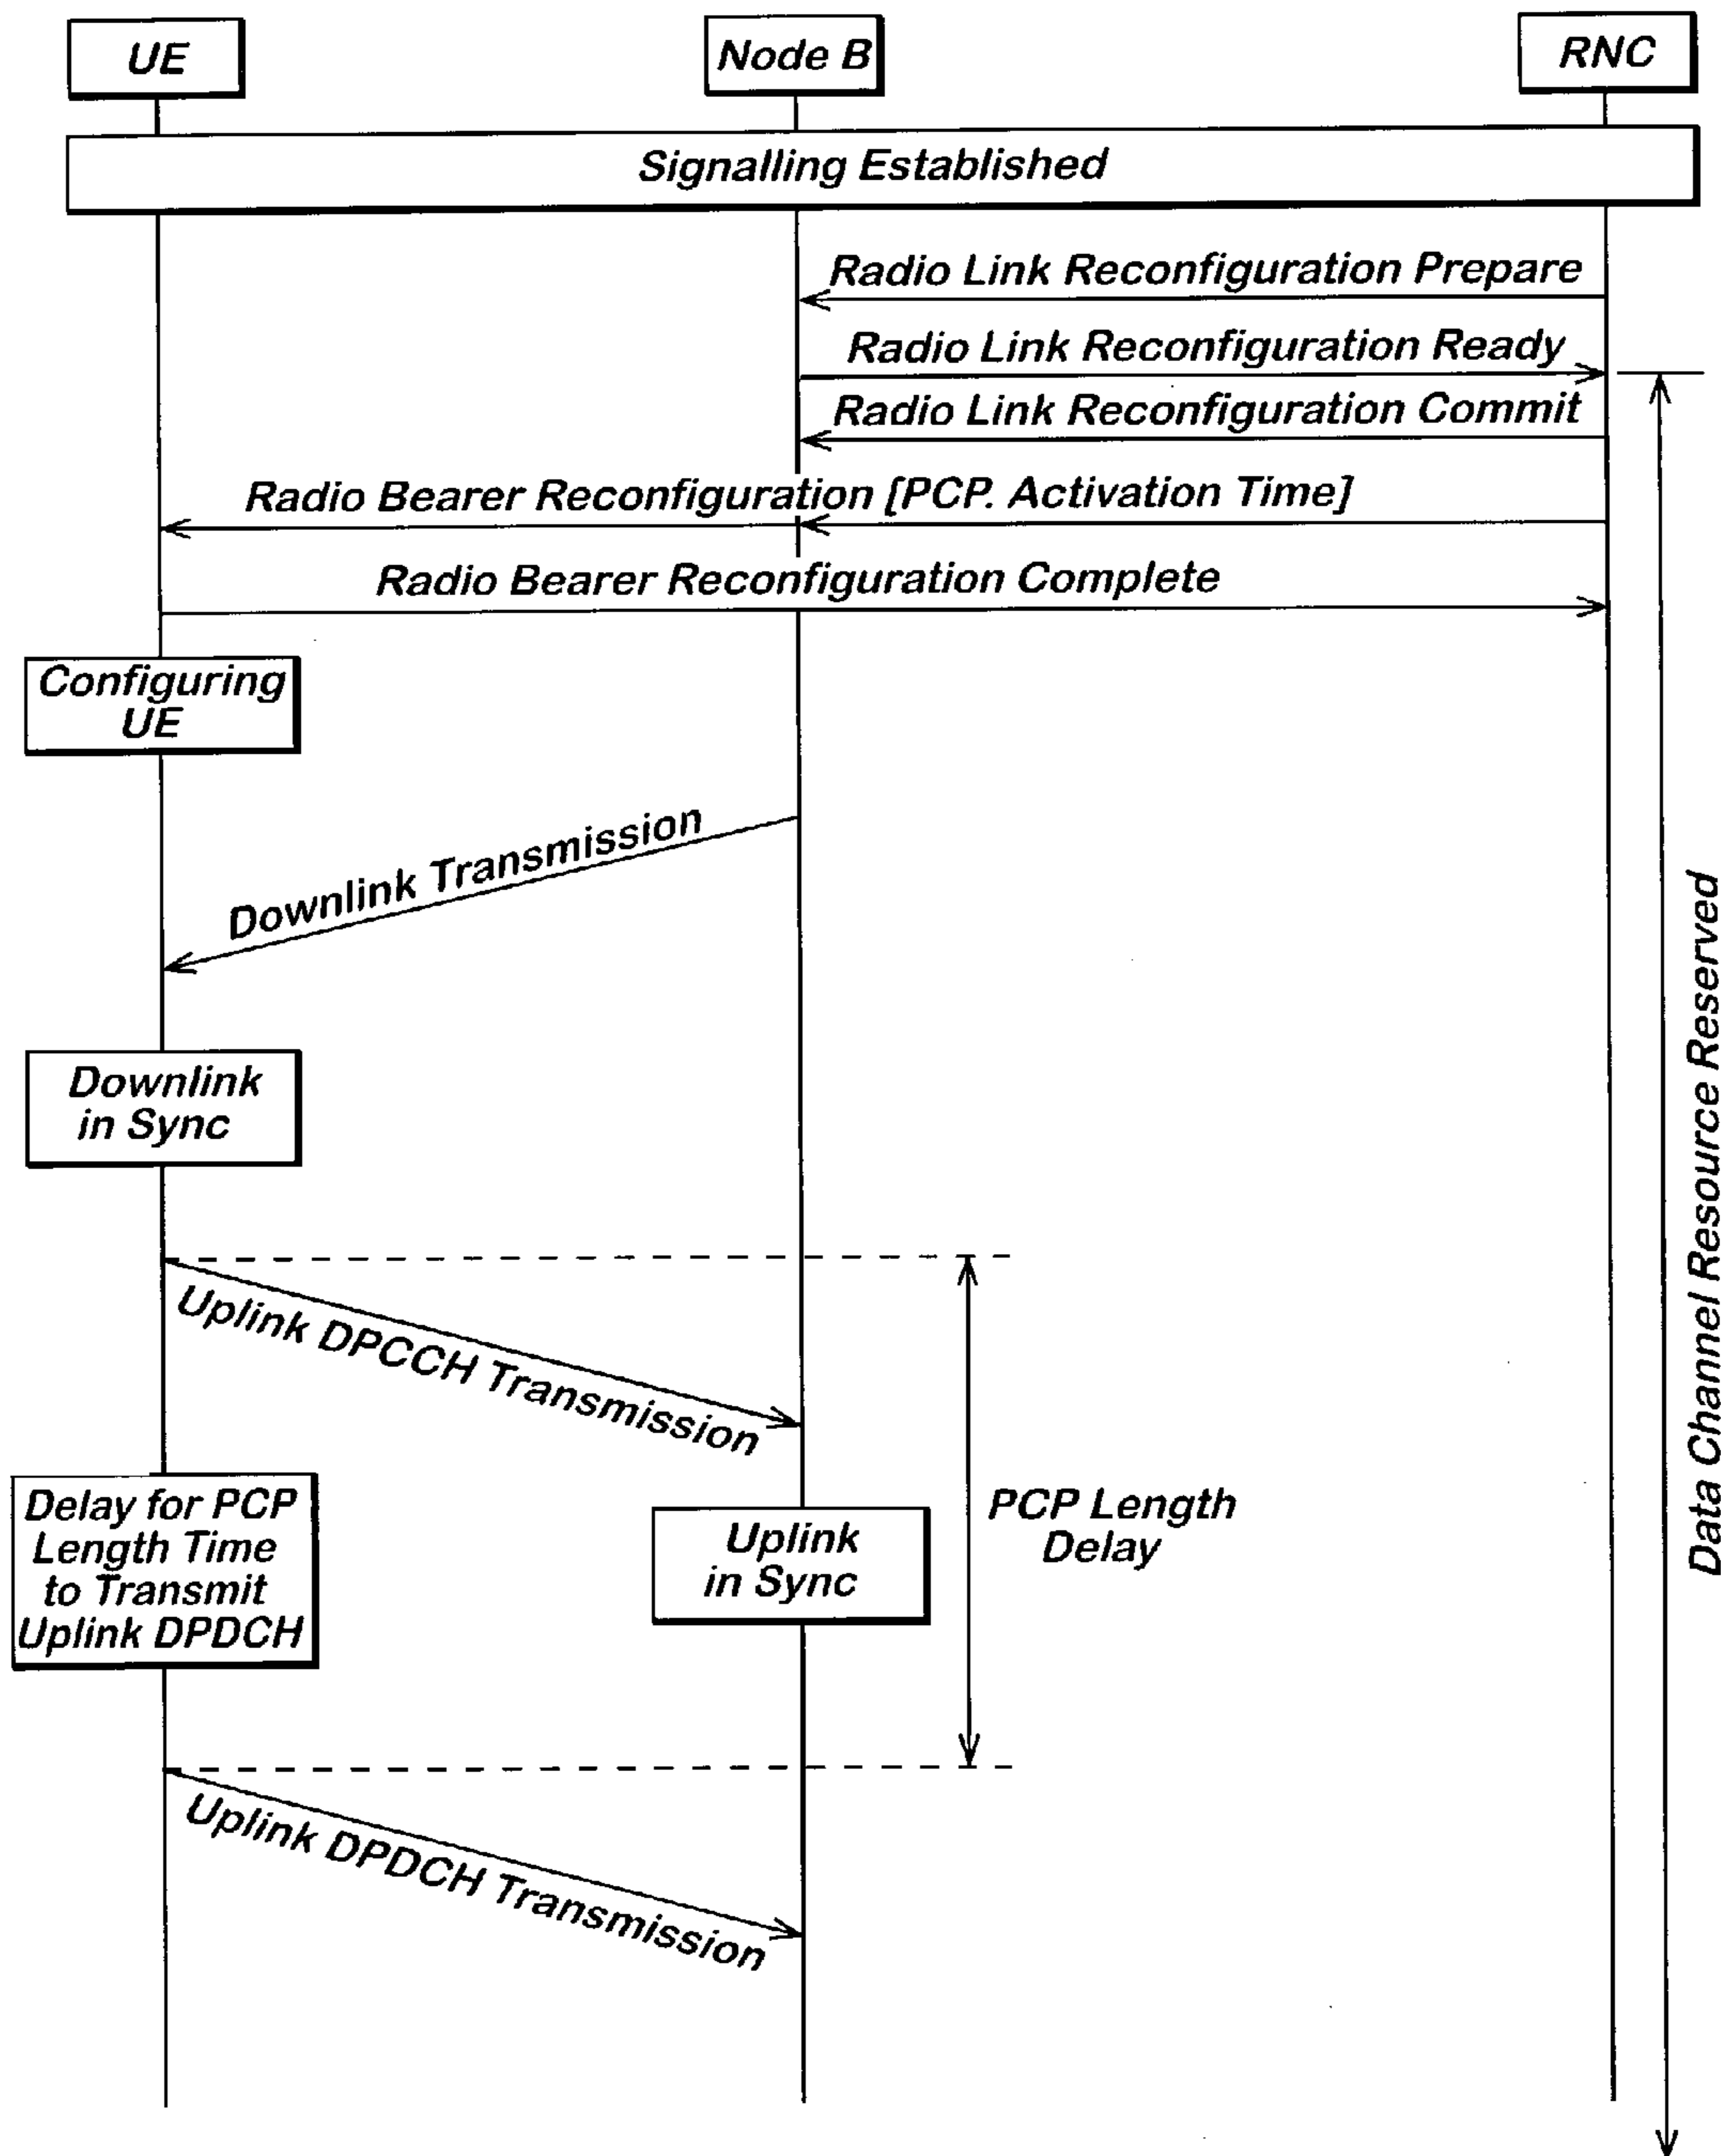 UE
Node B
RNC
Signalling Established
Radio Link Reconfiguration Prepare
Radio Link Reconfiguration Ready
Radio Link Reconfiguration Commit
Radio Bearer Reconfiguration [PCP. Activation Time]
Radio Bearer Reconfiguration Complete
Configuring
UE
Downlink Transmission
Downlink
in Sync
Uplink DPCCH Transmission
Delay for PCP
Length Time
to Transmit
Uplink DPDCH
Uplink
in Sync
PCP Length
Delay
Uplink DPDCH Transmission
Data Channel Resource Reserved